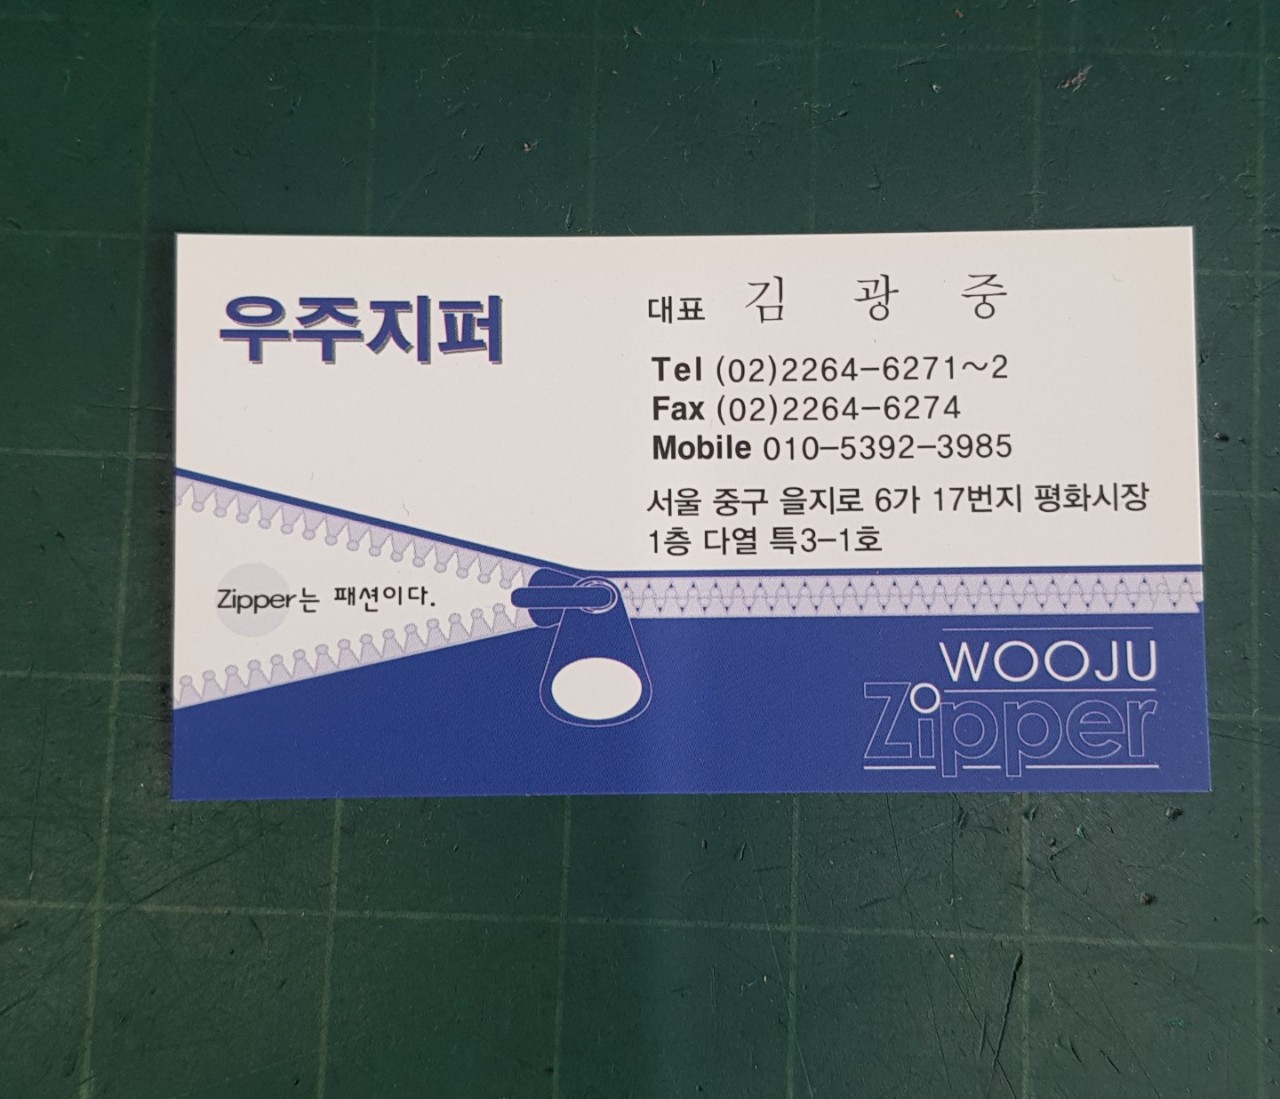 우주지퍼
대표 김 광 중
Tel (02)2264-6271~2
Fax (02)2264-6274
Mobile 010-5392-3985
서울 중구 을지로 6가 17번지 평화시장
1층 다열 특3-1호
Zipper는 패션이다.
WOOJU
Zipper